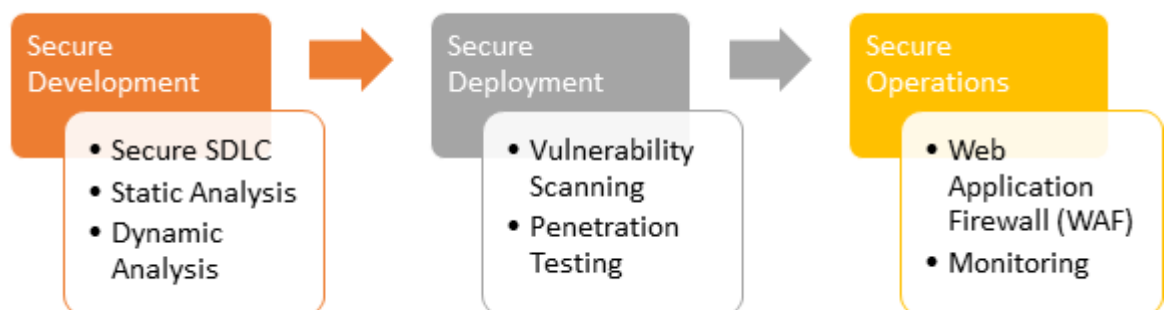 Secure
Development
• Secure SDLC
• Static Analysis
• Dynamic
Analysis
Secure
Deployment
• Vulnerability
Scanning
• Penetration
Testing
Secure
Operations
• Web
Application
Firewall (WAF)
• Monitoring